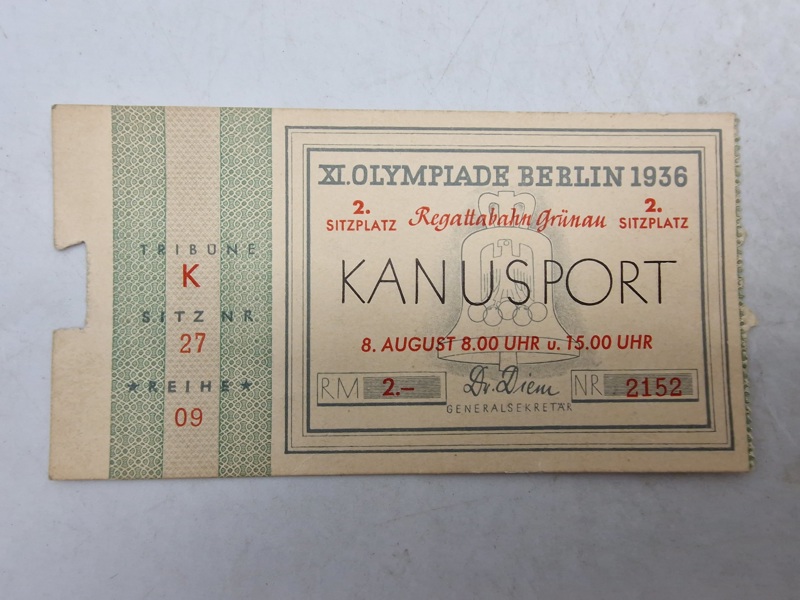 TRIBÜNE
K
SITZ NR.
27
★REIHE★
09
XI. OLYMPIADE BERLIN 1936
2. SITZPLATZ Regattabahn Grünau 2. SITZPLATZ
KANUSPORT
8. AUGUST 8.00 UHR u. 15.00 UHR
RM 2.– Dr. Diem NR 2152
GENERALSEKRETÄR